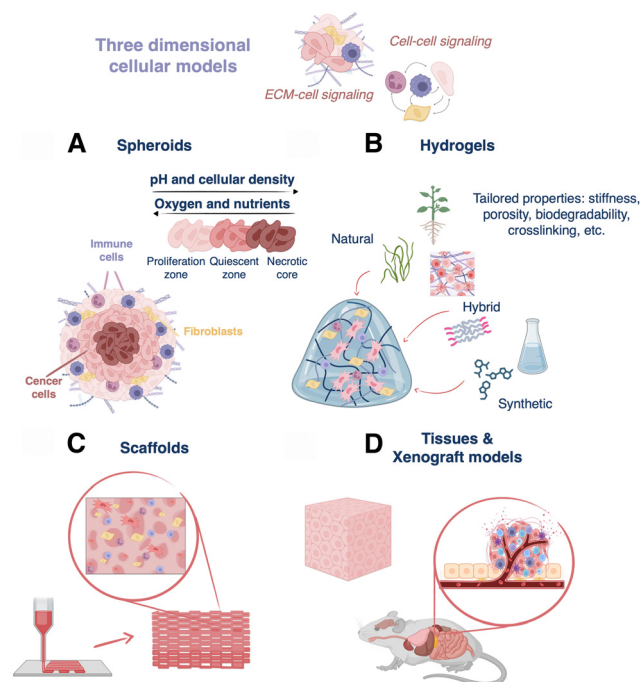 Three dimensional
cellular models
Cell-cell signaling
ECM-cell signaling
A Spheroids
pH and cellular density
Oxygen and nutrients
Proliferation
zone
Quiescent
zone
Necrotic
core
Immune
cells
Fibroblasts
Cencer
cells
B Hydrogels
Tailored properties: stiffness,
porosity, biodegradability,
crosslinking, etc.
Natural
Hybrid
Synthetic
C Scaffolds
D Tissues &
Xenograft models